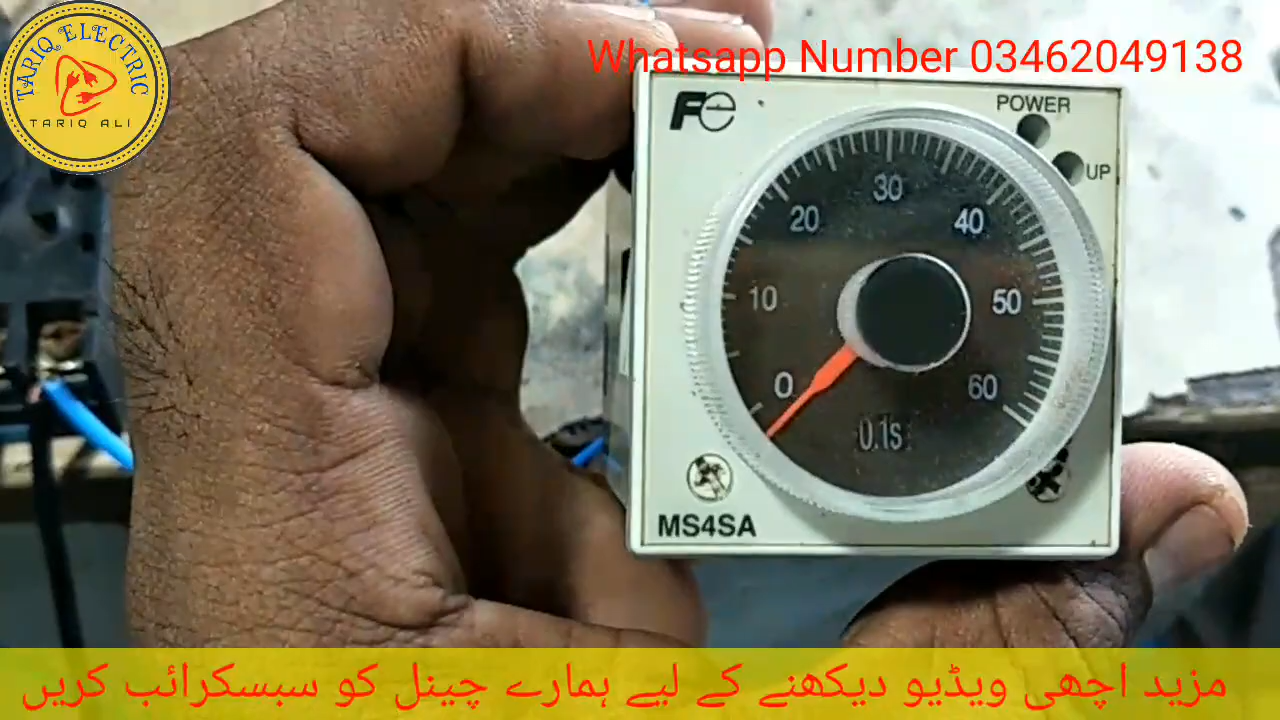 TARIQ ELECTRIC
TARIQ ALI
Whatsapp Number 03462049138
Fe
POWER
UP
0
10
20
30
40
50
60
0.1s
MS4SA
مزید اچھی ویڈیو دیکھنے کے لیے ہمارے چینل کو سبسکرائب کریں